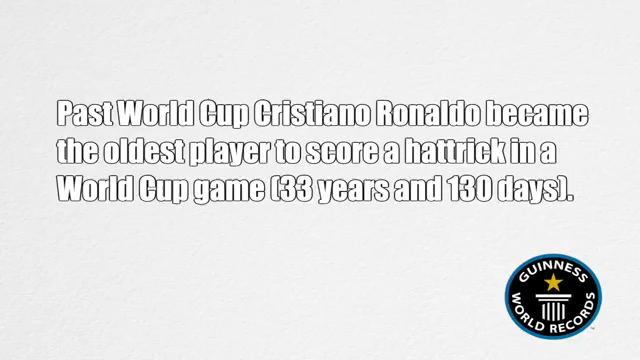 Past World Cup Cristiano Ronaldo became
the oldest player to score a hattrick in a
World Cup game (33 years and 130 days).
GUINNESS
WORLD RECORDS